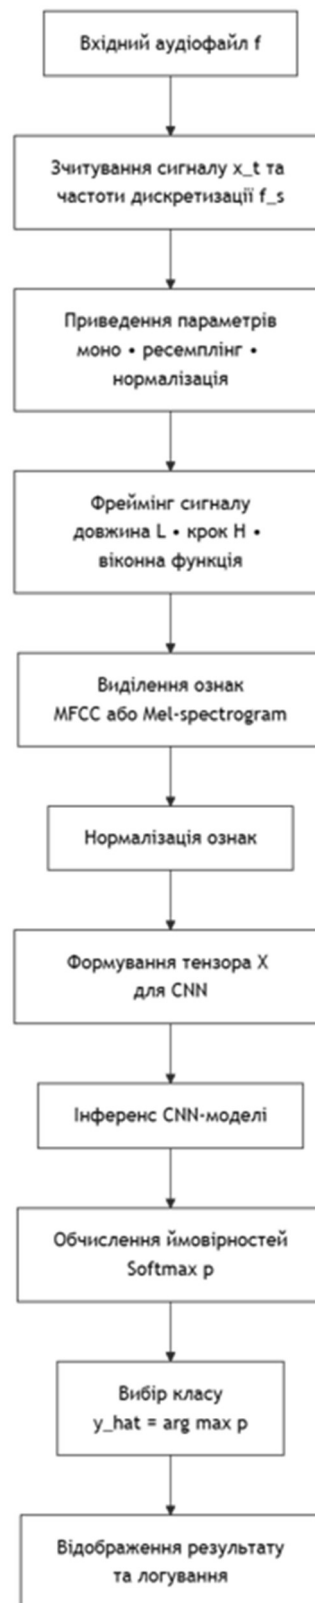 Вхідний аудіофайл f
Зчитування сигналу x_t та
частоти дискретизації f_s
Приведення параметрів
моно • ресемплінг •
нормалізація
Фреймінг сигналу
довжина L • крок H •
віконна функція
Виділення ознак
MFCC або Mel-spectrogram
Нормалізація ознак
Формування тензора X
для CNN
Інференс CNN-моделі
Обчислення ймовірностей
Softmax p
Вибір класу
y_hat = arg max p
Відображення результату
та логування